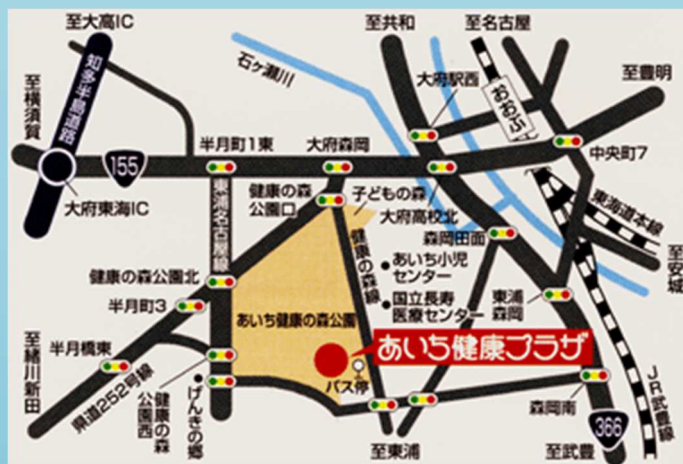 至大高IC
至共和
至名古屋
知多半島道路
石ヶ瀬川
大府駅西
おおぶ
至豊明
至横須賀
155
半月町1東
大府森岡
中央町7
大府東海IC
東浦名古屋線
健康の森
公園口
子どもの森
大府高校北
東海道本線
健康の森線
森岡田面
あいち小児
センター
至安城
健康の森公園北
半月町3
国立長寿
医療センター
東浦
森岡
あいち健康の森公園
あいち健康プラザ
至緒川新田
半月橋東
県道252号線
健康の森
公園西
げんきの郷
バス停
JR武豊線
森岡南
366
至東浦
至武豊